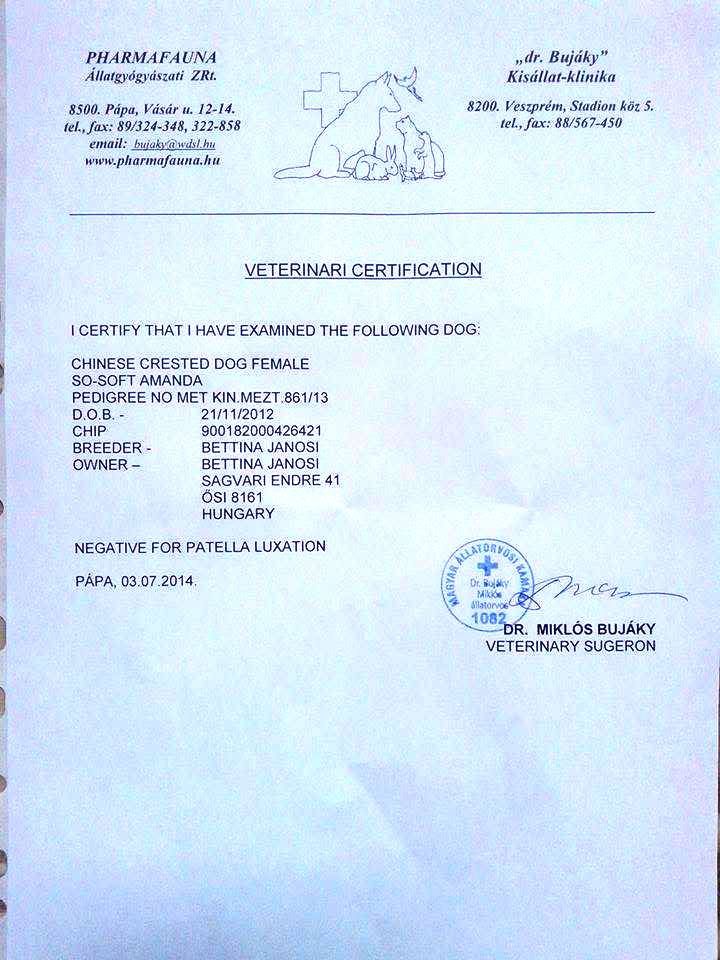 PHARMAFAUNA
Állatgyógyászati ZRt.
8500. Pápa, Vásár u. 12-14.
tel., fax: 89/324-348, 322-858
email: bujaky@wdsl.hu
www.pharmafauna.hu
„dr. Bujáky”
Kisállat-klinika
8200. Veszprém, Stadion köz 5.
tel., fax: 88/567-450
VETERINARI CERTIFICATION
I CERTIFY THAT I HAVE EXAMINED THE FOLLOWING DOG:
CHINESE CRESTED DOG FEMALE
SO-SOFT AMANDA
PEDIGREE NO MET KIN.MEZT.861/13
D.O.B. - 21/11/2012
CHIP 900182000426421
BREEDER - BETTINA JANOSI
OWNER – BETTINA JANOSI
SAGVARI ENDRE 41
ŐSI 8161
HUNGARY
NEGATIVE FOR PATELLA LUXATION
PÁPA, 03.07.2014.
MAGYAR ÁLLATORVOSI KAMARA
Dr. Bujáky
Miklós
állatorvos
1082
DR. MIKLÓS BUJÁKY
VETERINARY SUGERON